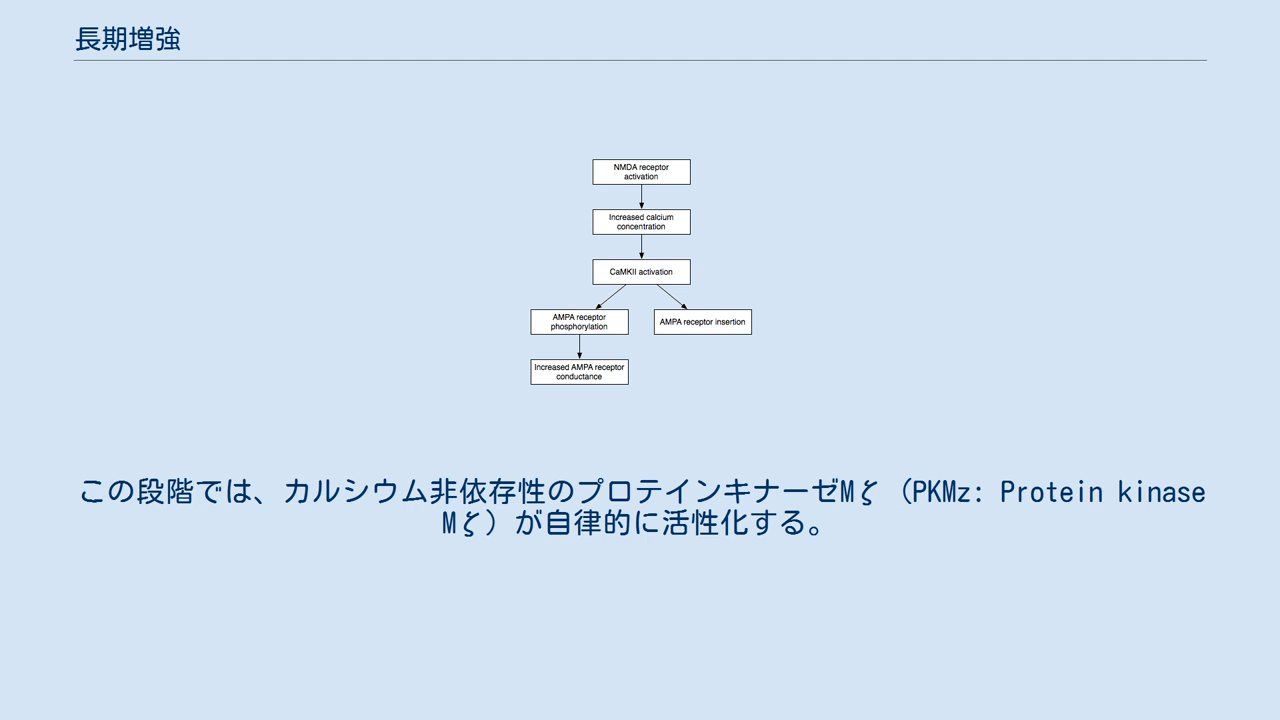 長期増強
NMDA receptor
activation
Increased calcium
concentration
CaMKII activation
AMPA receptor
phosphorylation
AMPA receptor insertion
Increased AMPA receptor
conductance
この段階では、カルシウム非依存性のプロテインキナーゼMζ（PKMz: Protein kinase
Mζ）が自律的に活性化する。